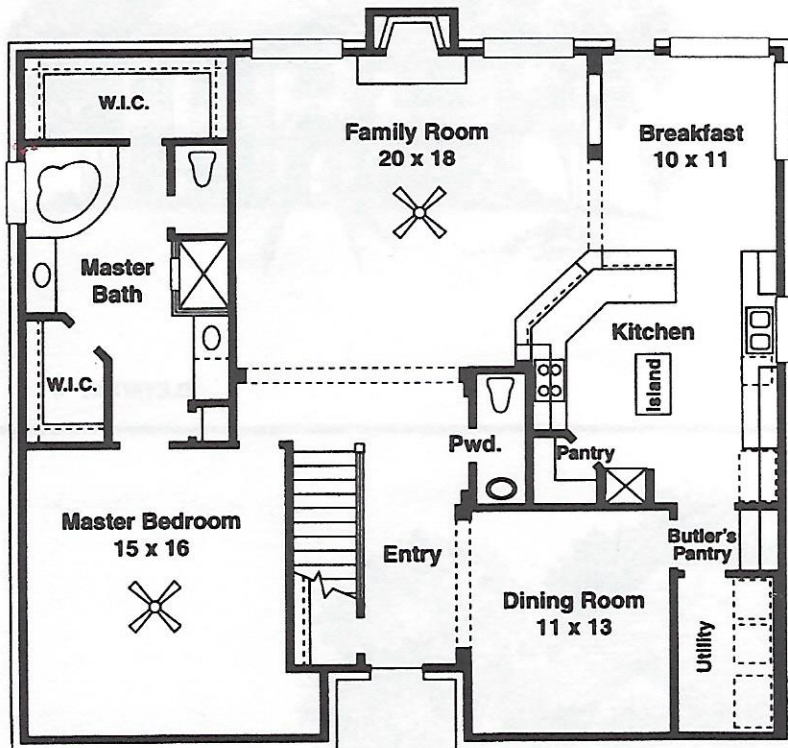 W.I.C.
Family Room
20 x 18
Breakfast
10 x 11
Master
Bath
Kitchen
Island
W.I.C.
Pwd.
Pantry
Master Bedroom
15 x 16
Entry
Butler's
Pantry
Dining Room
11 x 13
Utility